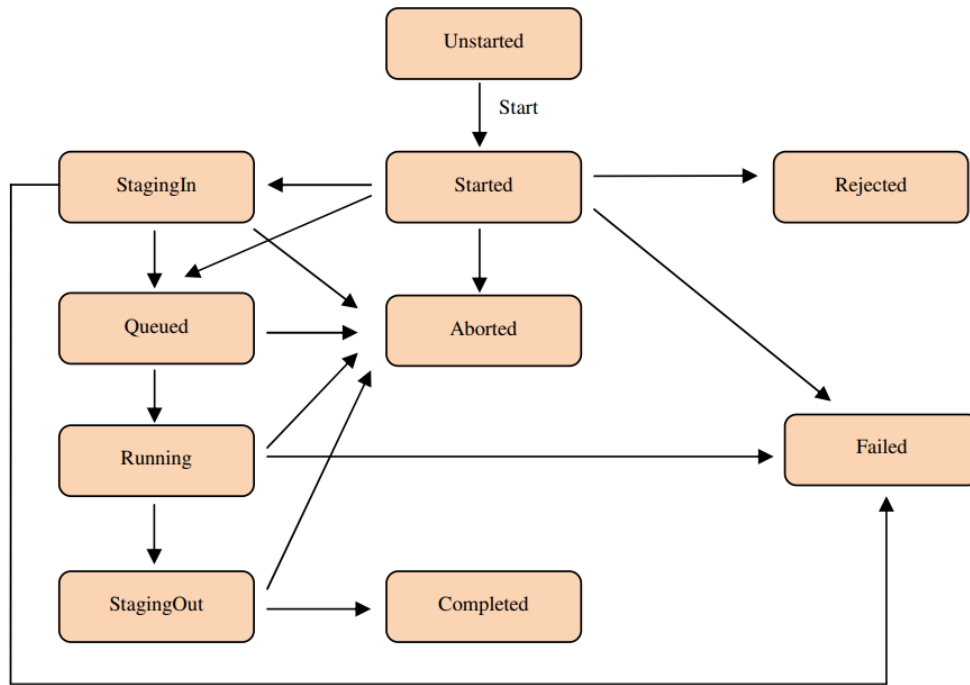 Unstarted
Start
StagingIn
Started
Rejected
Queued
Aborted
Running
Failed
StagingOut
Completed